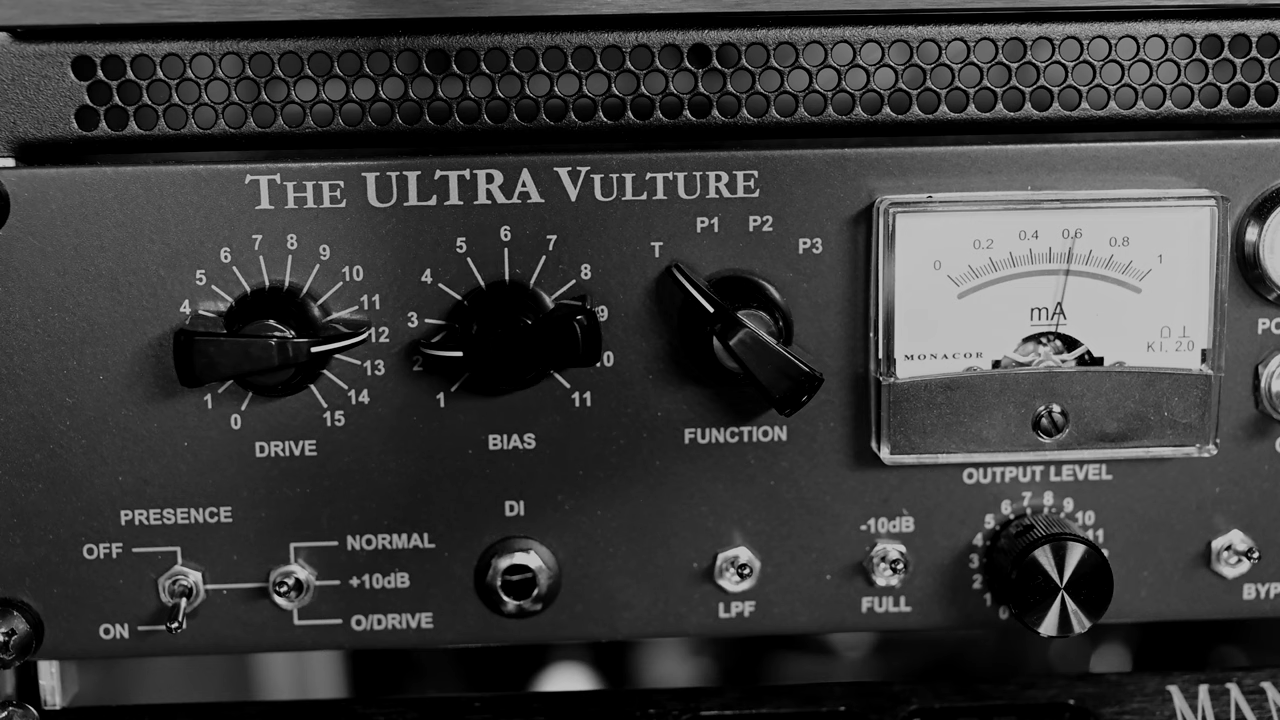 THE ULTRA VULTURE
P1 P2
T P3
4 5 6 7 8 9 10 11 12 13 14 15
1 0
DRIVE
1 2 3 4 5 6 7 8 9 10 11
BIAS
FUNCTION
0 0.2 0.4 0.6 0.8 1
mA
MONACOR
Kl. 2.0
OUTPUT LEVEL
0 1 2 3 4 5 6 7 8 9 10 11
PRESENCE
OFF
ON
NORMAL
+10dB
O/DRIVE
DI
LPF
-10dB
FULL